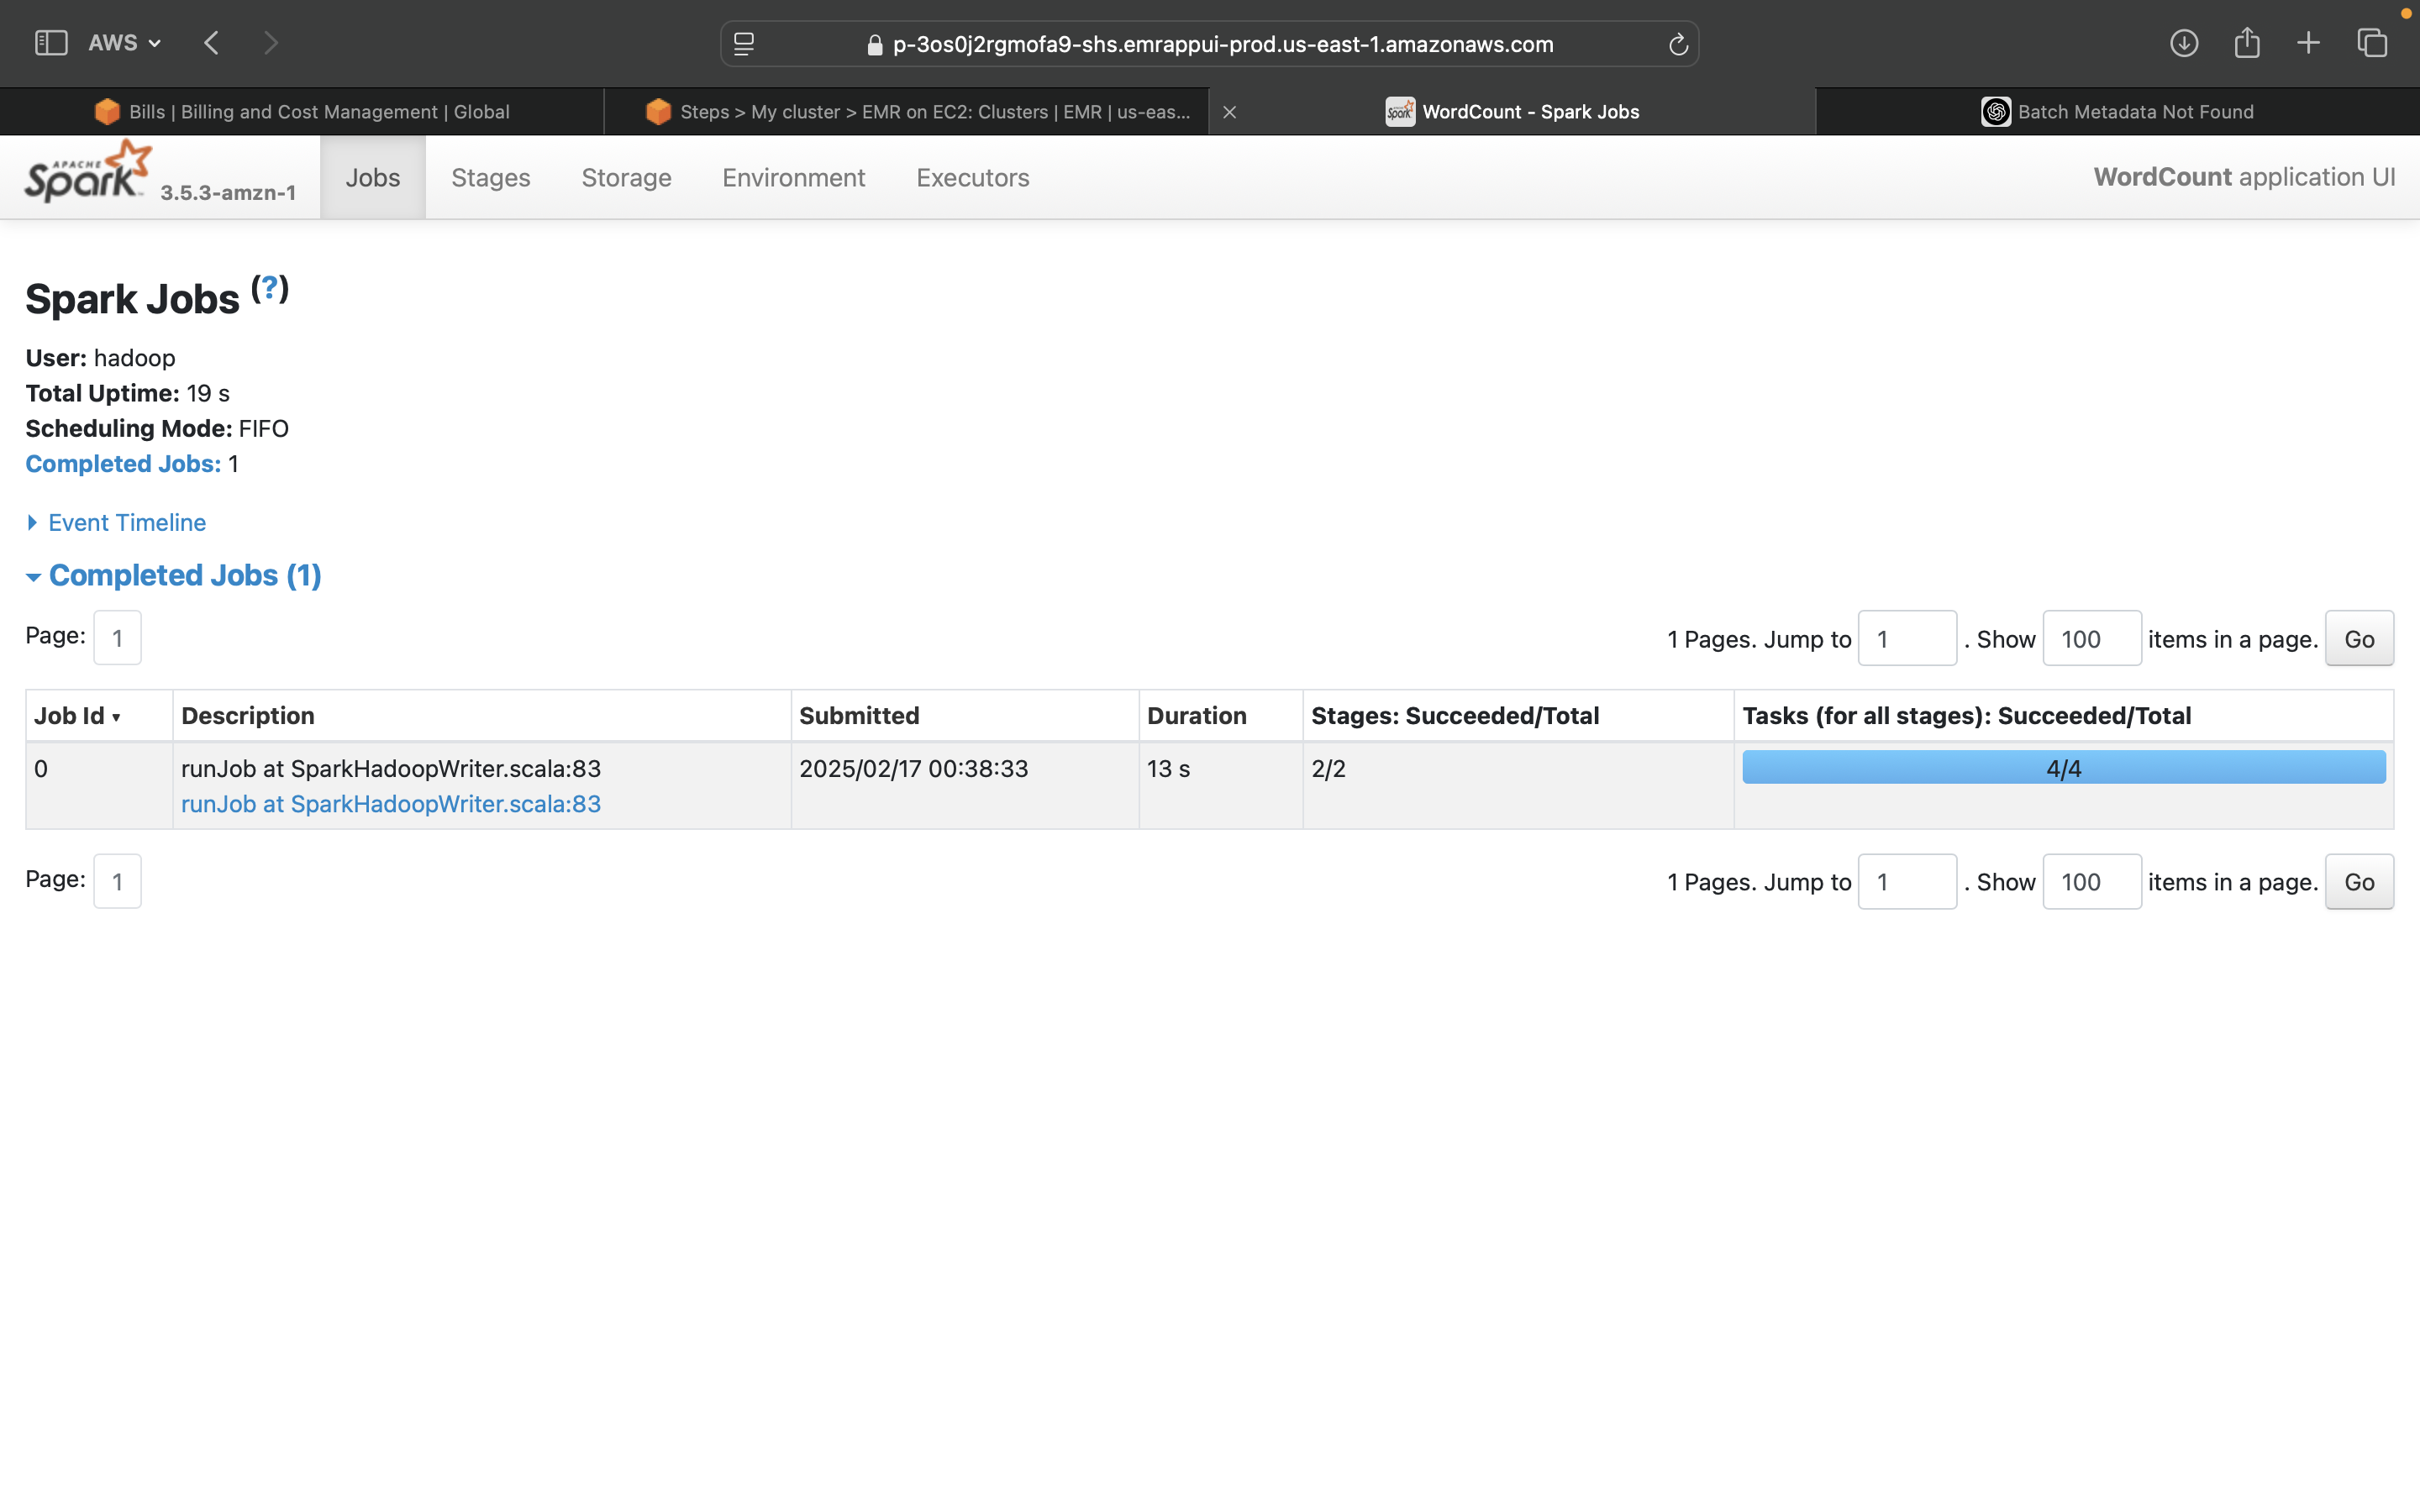 AWS
p-3os0j2rgmofa9-shs.emrappui-prod.us-east-1.amazonaws.com
Bills | Billing and Cost Management | Global
Steps > My cluster > EMR on EC2: Clusters | EMR | us-eas...
WordCount - Spark Jobs
Batch Metadata Not Found
APACHE Spark 3.5.3-amzn-1 Jobs Stages Storage Environment Executors WordCount application UI
Spark Jobs (?)
User: hadoop
Total Uptime: 19 s
Scheduling Mode: FIFO
Completed Jobs: 1
Event Timeline
Completed Jobs (1)
Page: 1 1 Pages. Jump to 1 . Show 100 items in a page. Go
Job Id ▾ Description Submitted Duration Stages: Succeeded/Total Tasks (for all stages): Succeeded/Total
0 runJob at SparkHadoopWriter.scala:83 2025/02/17 00:38:33 13 s 2/2 4/4
runJob at SparkHadoopWriter.scala:83
Page: 1 1 Pages. Jump to 1 . Show 100 items in a page. Go